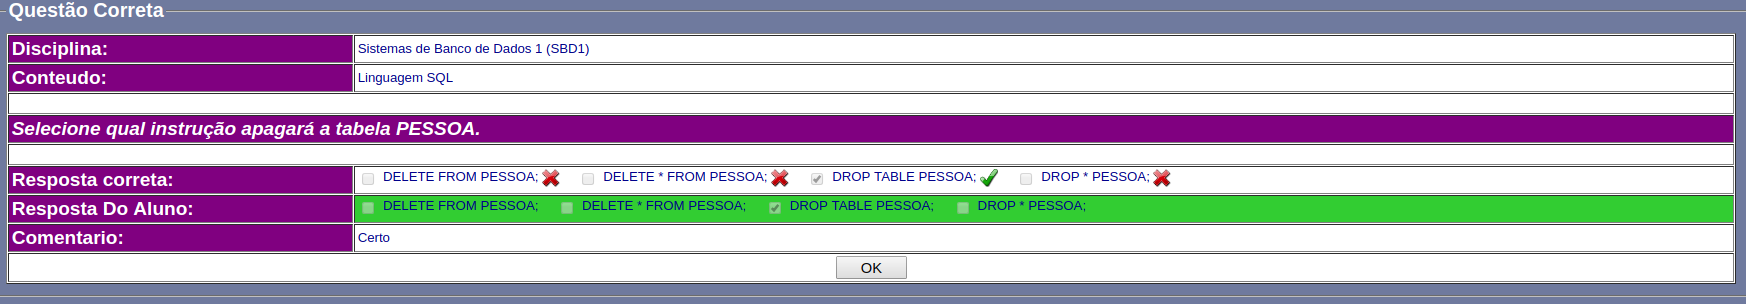 Questão Correta
Disciplina: Sistemas de Banco de Dados 1 (SBD1)
Conteudo: Linguagem SQL
Selecione qual instrução apagará a tabela PESSOA.
Resposta correta: DELETE FROM PESSOA; DELETE * FROM PESSOA; DROP TABLE PESSOA; DROP * PESSOA;
Resposta Do Aluno: DELETE FROM PESSOA; DELETE * FROM PESSOA; DROP TABLE PESSOA; DROP * PESSOA;
Comentario: Certo
OK